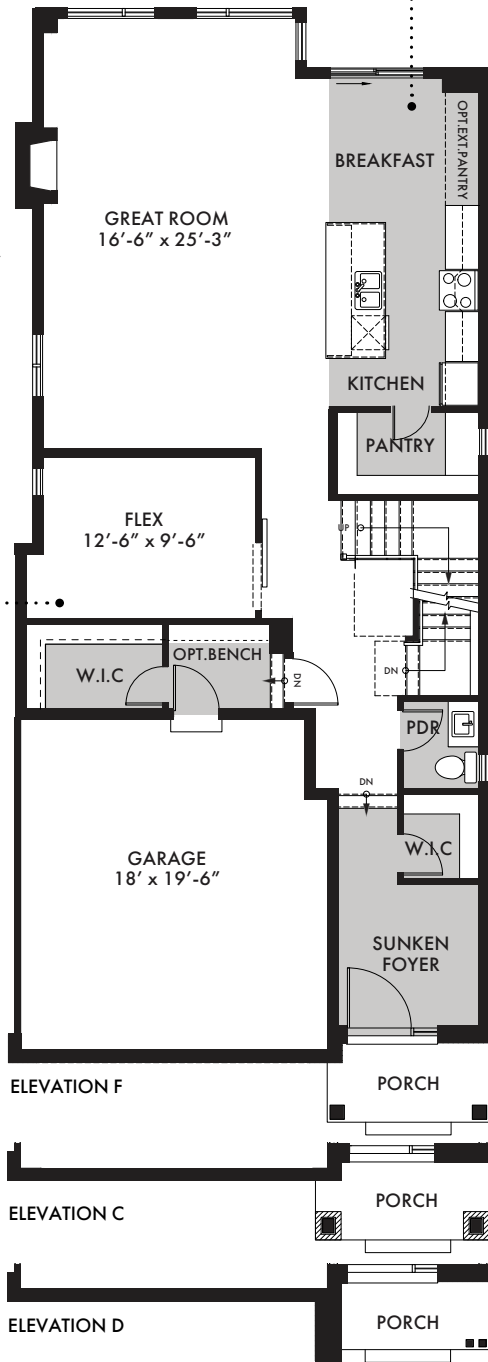 OPT.EXT.PANTRY
BREAKFAST
GREAT ROOM
16'-6" x 25'-3"
KITCHEN
PANTRY
FLEX
12'-6" x 9'-6"
UP
OPT.BENCH
W.I.C
DN
DN
PDR
DN
W.I.C
GARAGE
18' x 19'-6"
SUNKEN
FOYER
ELEVATION F
PORCH
ELEVATION C
PORCH
ELEVATION D
PORCH